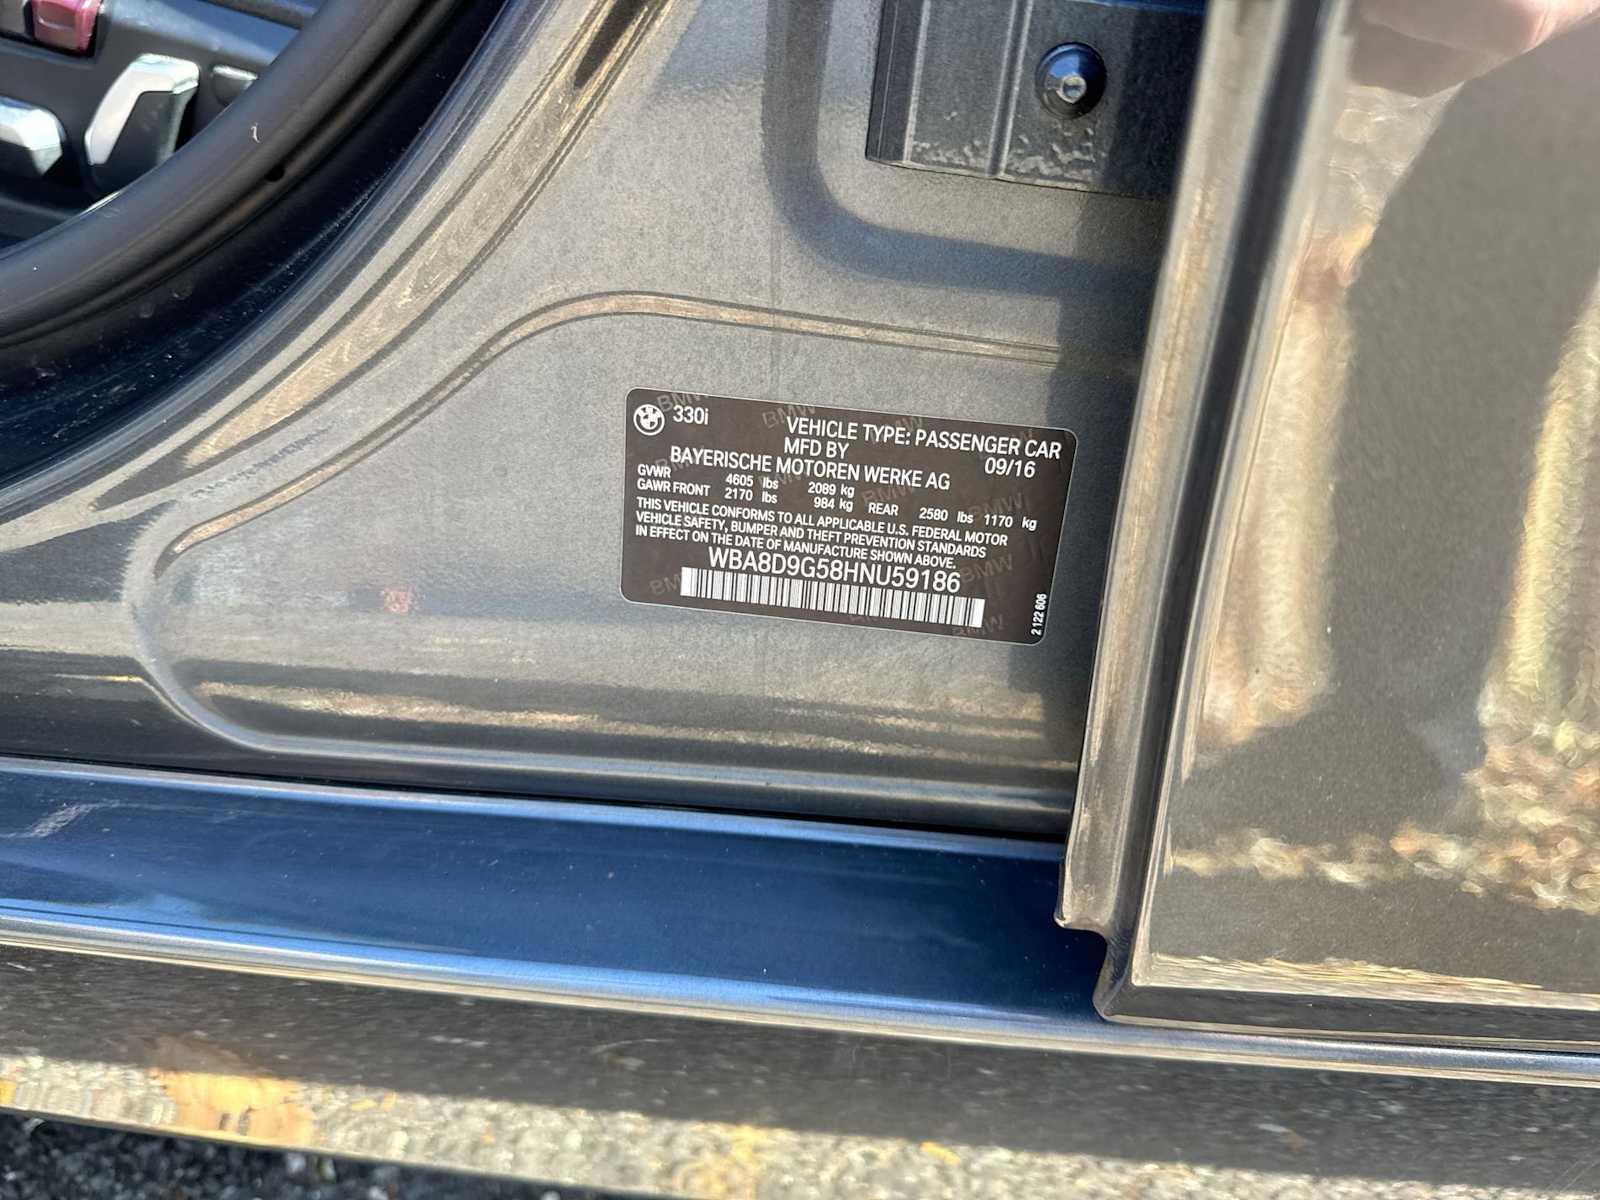 330i
VEHICLE TYPE: PASSENGER CAR
MFD BY 09/16
BAYERISCHE MOTOREN WERKE AG
GVWR 4605 lbs 2089 kg
GAWR FRONT 2170 lbs 984 kg REAR 2580 lbs 1170 kg
THIS VEHICLE CONFORMS TO ALL APPLICABLE U.S. FEDERAL MOTOR
VEHICLE SAFETY, BUMPER AND THEFT PREVENTION STANDARDS
IN EFFECT ON THE DATE OF MANUFACTURE SHOWN ABOVE.
WBA8D9G58HNU59186
2 122 606